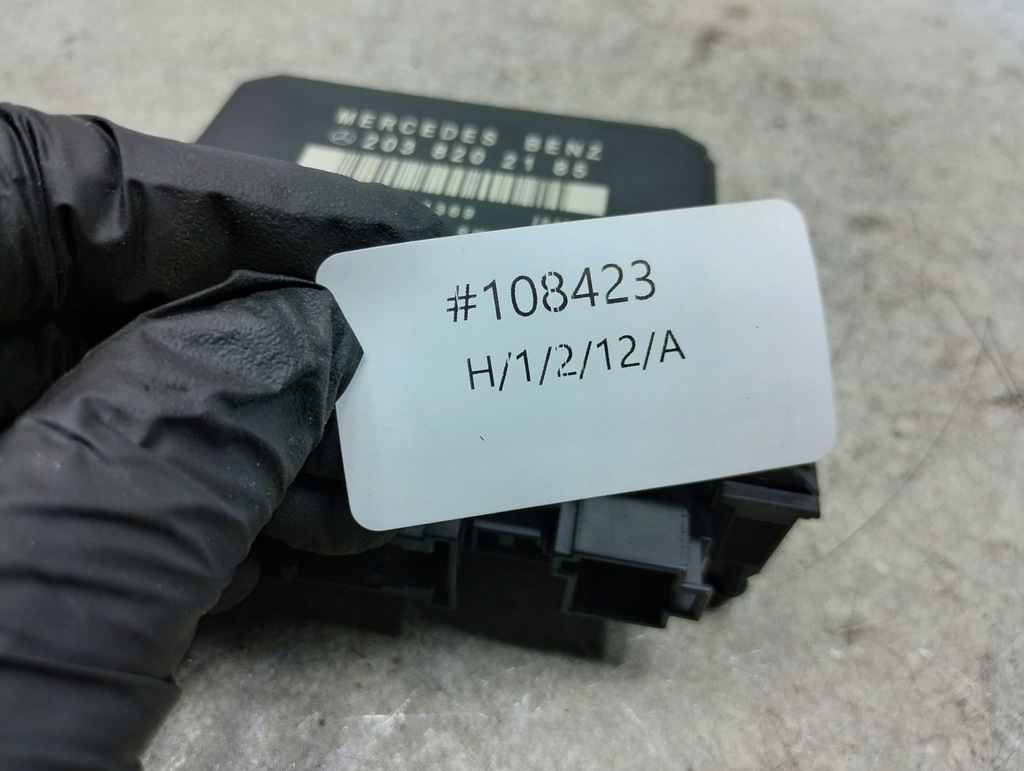 MERCEDES BENZ
203 820 21 85
#108423
H/1/2/12/A